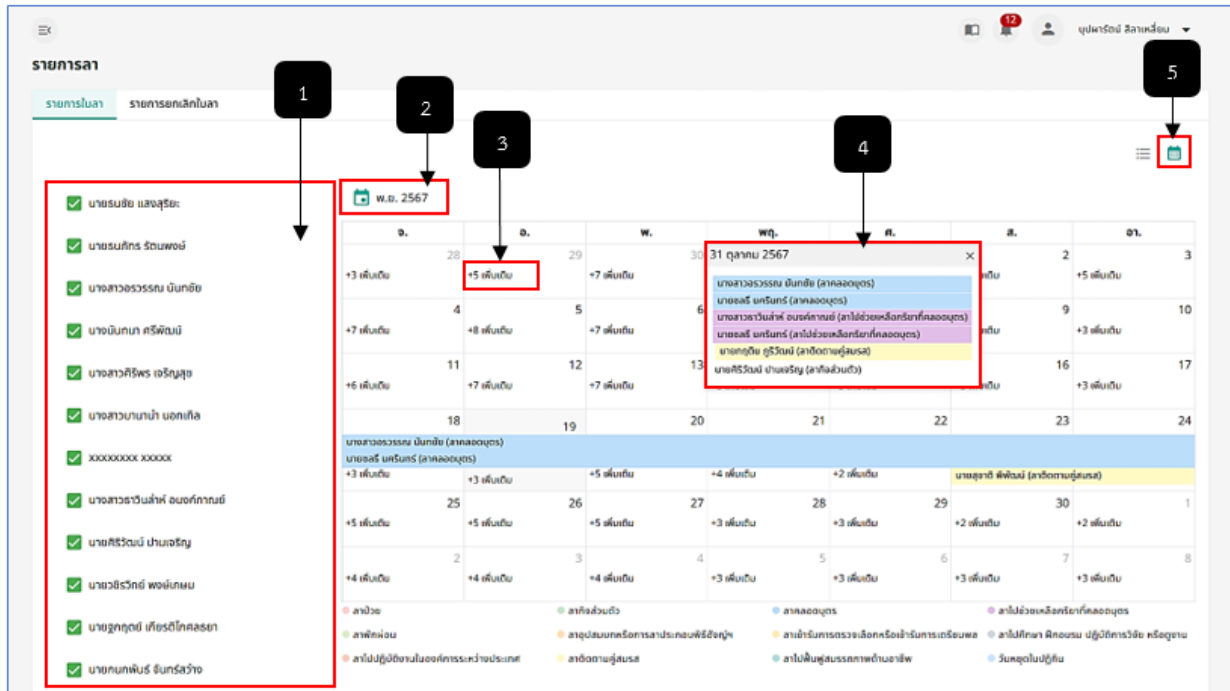 12
บุปผารัตน์ ลีลาเหลี่ยม
รายการลา
5
1
2
รายการใบลา
รายการยกเลิกใบลา
3
4
นายธนชัย แสงสุริยะ
พ.ย. 2567
นายธนภัทร รัตนพงษ์
จ. อ. พ. พฤ. ศ. ส. อา.
28 29 30 2 3
31 ตุลาคม 2567 ×
+3 เพิ่มเติม +5 เพิ่มเติม +7 เพิ่มเติม +5 เพิ่มเติม
นางสาวอรวรรณ นันทชัย
นางสาวอรวรรณ นันทชัย (ลาคลอดบุตร)
นายชลธี นครินทร์ (ลาคลอดบุตร)
4 5 6 9 10
นางสาวธาวินส่าห์ อนงค์กาณย์ (ลาไปช่วยเหลือภริยาที่คลอดบุตร)
นางนันทนา ศรีพัฒน์
+7 เพิ่มเติม +8 เพิ่มเติม +7 เพิ่มเติม +3 เพิ่มเติม
นายชลธี นครินทร์ (ลาไปช่วยเหลือภริยาที่คลอดบุตร)
นายกฤติน ภูริวัฒน์ (ลาติดตามคู่สมรส)
11 12 13 16 17
นางสาวศิริพร เจริญสุข
นายศิริวัฒน์ ปานเจริญ (ลากิจส่วนตัว)
+6 เพิ่มเติม +7 เพิ่มเติม +7 เพิ่มเติม +3 เพิ่มเติม
นางสาวบานาน่า นอกเกิล
18 19 20 21 22 23 24
นางสาวอรวรรณ นันทชัย (ลาคลอดบุตร)
xxxxxxxx xxxxx
นายชลธี นครินทร์ (ลาคลอดบุตร)
+3 เพิ่มเติม +3 เพิ่มเติม +5 เพิ่มเติม +4 เพิ่มเติม +2 เพิ่มเติม นายสุชาติ พิพัฒน์ (ลาติดตามคู่สมรส)
นางสาวธาวินส่าห์ อนงค์กาณย์
25 26 27 28 29 30 1
+5 เพิ่มเติม +5 เพิ่มเติม +5 เพิ่มเติม +3 เพิ่มเติม +3 เพิ่มเติม +2 เพิ่มเติม +2 เพิ่มเติม
นายศิริวัฒน์ ปานเจริญ
2 3 4 5 6 7 8
นายวชิรวิทย์ พงษ์เกษม
+4 เพิ่มเติม +4 เพิ่มเติม +4 เพิ่มเติม +3 เพิ่มเติม +3 เพิ่มเติม +3 เพิ่มเติม +3 เพิ่มเติม
ลาป่วย ลากิจส่วนตัว ลาคลอดบุตร ลาไปช่วยเหลือภริยาที่คลอดบุตร
นายฐกฤตย์ เกียรติโกศลธยา
ลาพักผ่อน ลาอุปสมบทหรือการลาประกอบพิธีฮัจญ์ฯ ลาเข้ารับการตรวจเลือกหรือเข้ารับการเตรียมพล ลาไปศึกษา ฝึกอบรม ปฏิบัติการวิจัย หรือดูงาน
ลาไปปฏิบัติงานในองค์การระหว่างประเทศ ลาติดตามคู่สมรส ลาไปฟื้นฟูสมรรถภาพด้านอาชีพ วันหยุดในปฏิทิน
นายกนกพันธ์ จันทร์สว่าง